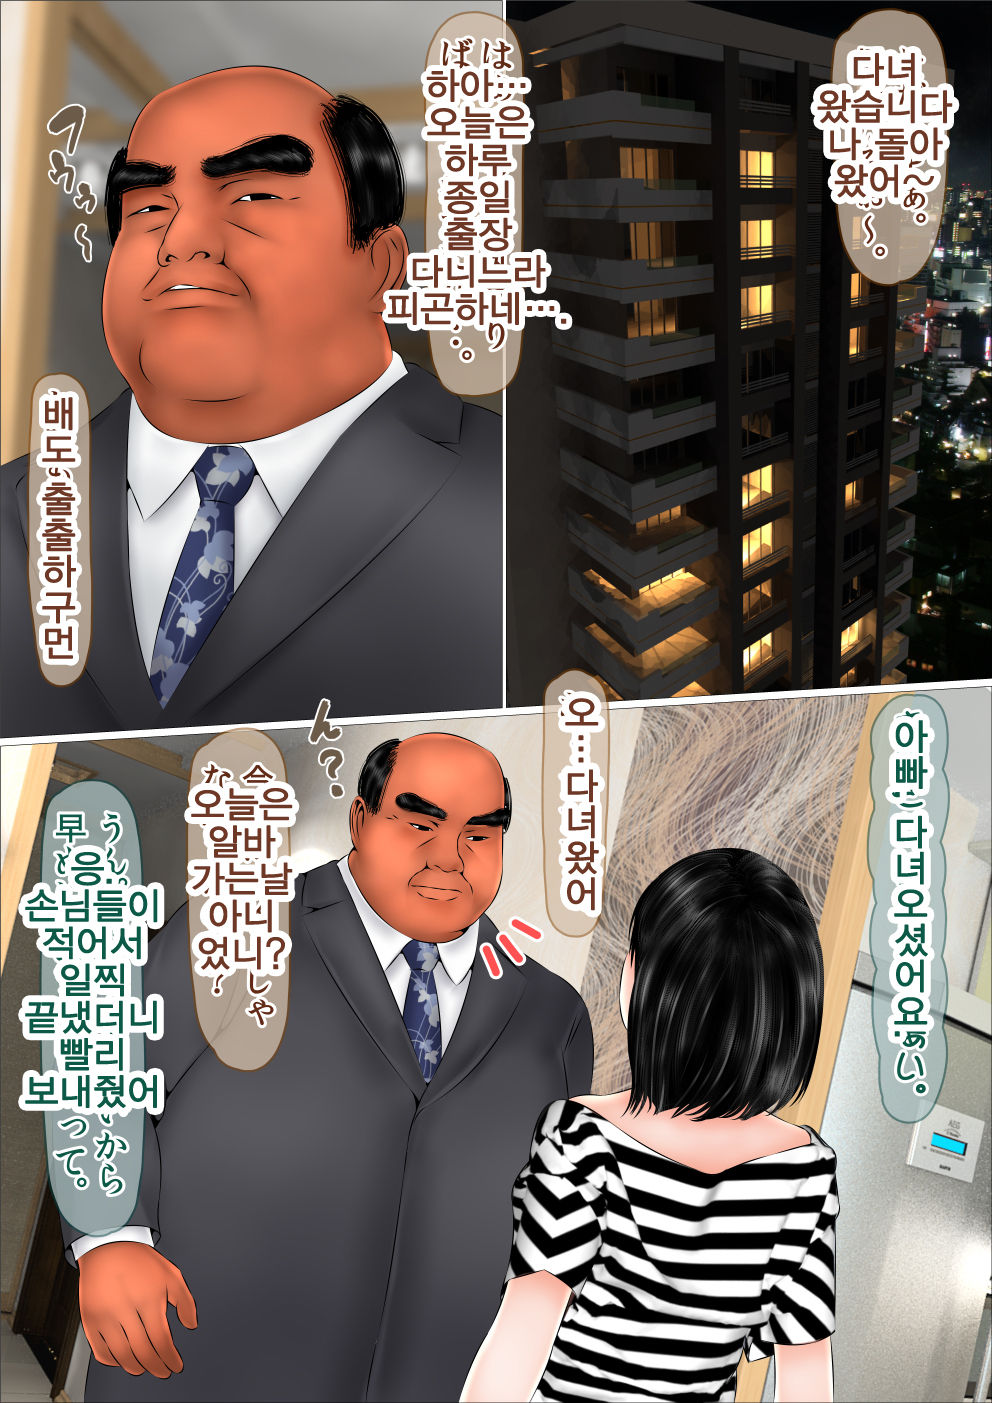 다녀
왔습니다
나 돌아
왔어~
하아…
오늘은
하루
종일
출장
다니느라
피곤하네….
배도 출출하구먼
ん?
아빠! 다녀오셨어요
오…다녀왔어
오늘은
알바
가는날
아니
었니?
응
손님들이
적어서
일찍
끝냈더니
빨리
보내줬어